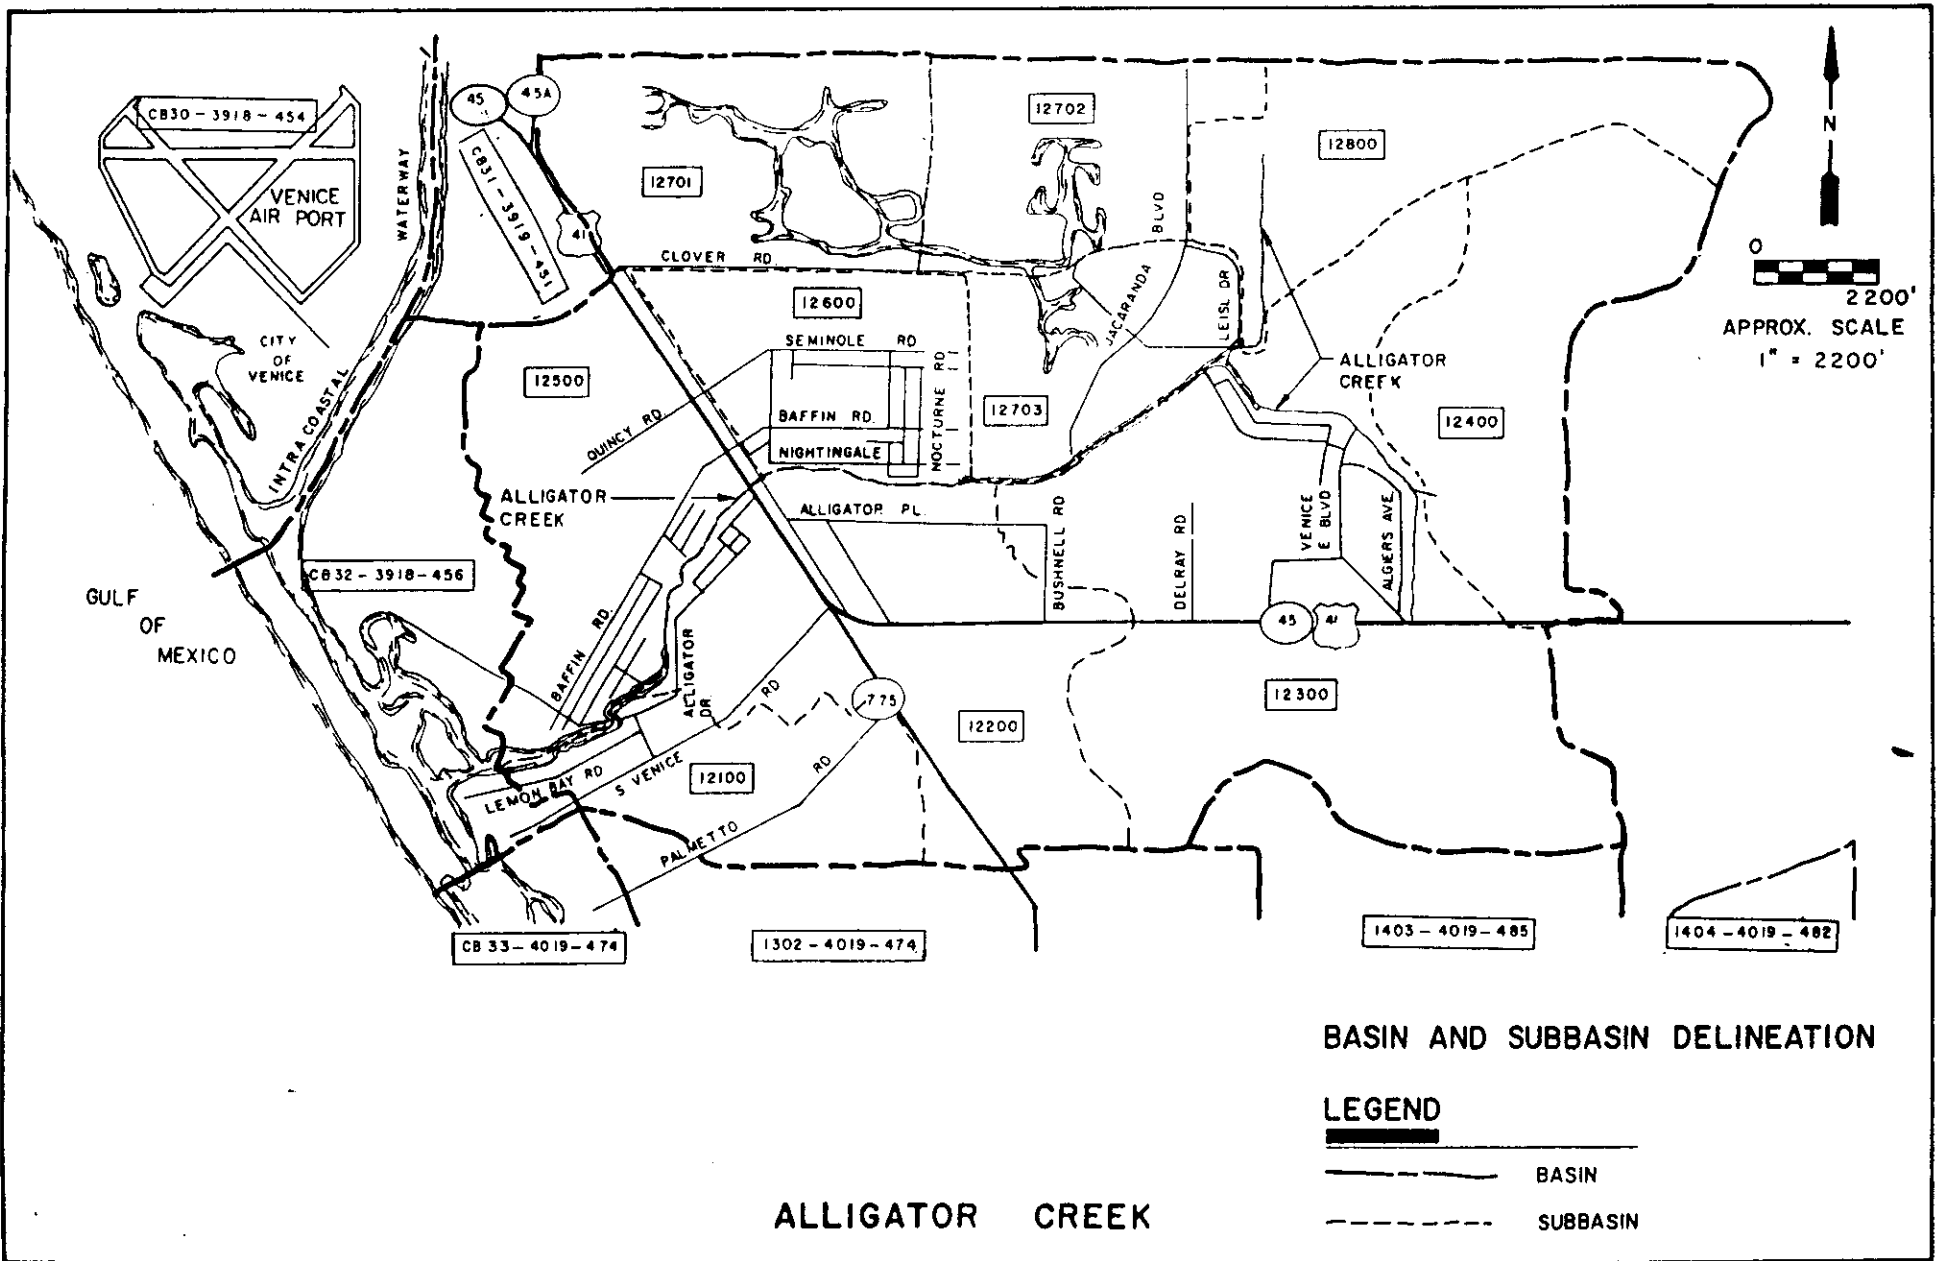 CB30-3918-454
VENICE
AIR PORT
WATERWAY
45
45A
CB31-3919-451
41
12701
12702
12800
N
0
2200'
APPROX. SCALE
1" = 2200'
CLOVER RD
BLVD
JACARANDA
LEISL DR
CITY
OF
VENICE
INTRA COASTAL
12600
SEMINOLE RD
12500
QUINCY RD.
BAFFIN RD.
NIGHTINGALE
NOCTURNE RD
12703
ALLIGATOR
CREEK
12400
ALLIGATOR
CREEK
ALLIGATOR PL.
BUSHNELL RD
DELRAY RD
VENICE
E BLVD
ALGIERS AVE.
CB32-3918-456
GULF
OF
MEXICO
BAFFIN RD.
ALLIGATOR
DR.
45
41
775
12300
12200
12100
LEMON BAY RD
S VENICE RD
PALMETTO RD
CB 33-4019-474
1302-4019-474
1403-4019-485
1404-4019-482
BASIN AND SUBBASIN DELINEATION
LEGEND
BASIN
SUBBASIN
ALLIGATOR CREEK